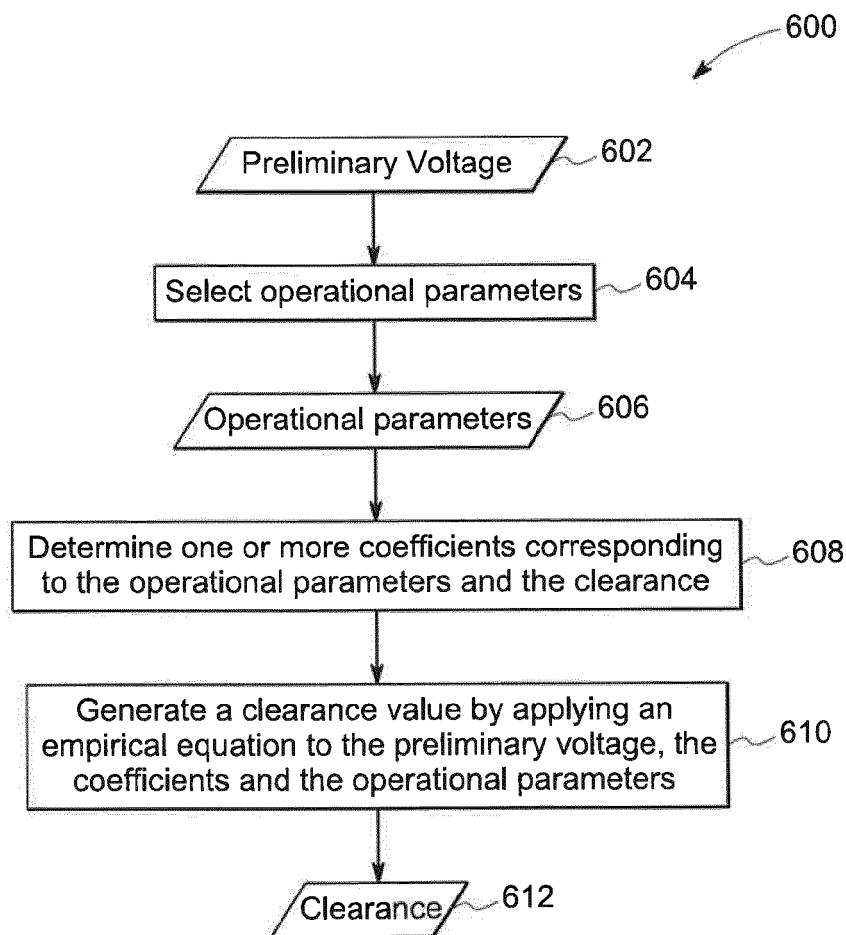 600
Preliminary Voltage
602
Select operational parameters
604
Operational parameters
606
Determine one or more coefficients corresponding
to the operational parameters and the clearance
608
Generate a clearance value by applying an
empirical equation to the preliminary voltage, the
coefficients and the operational parameters
610
Clearance
612